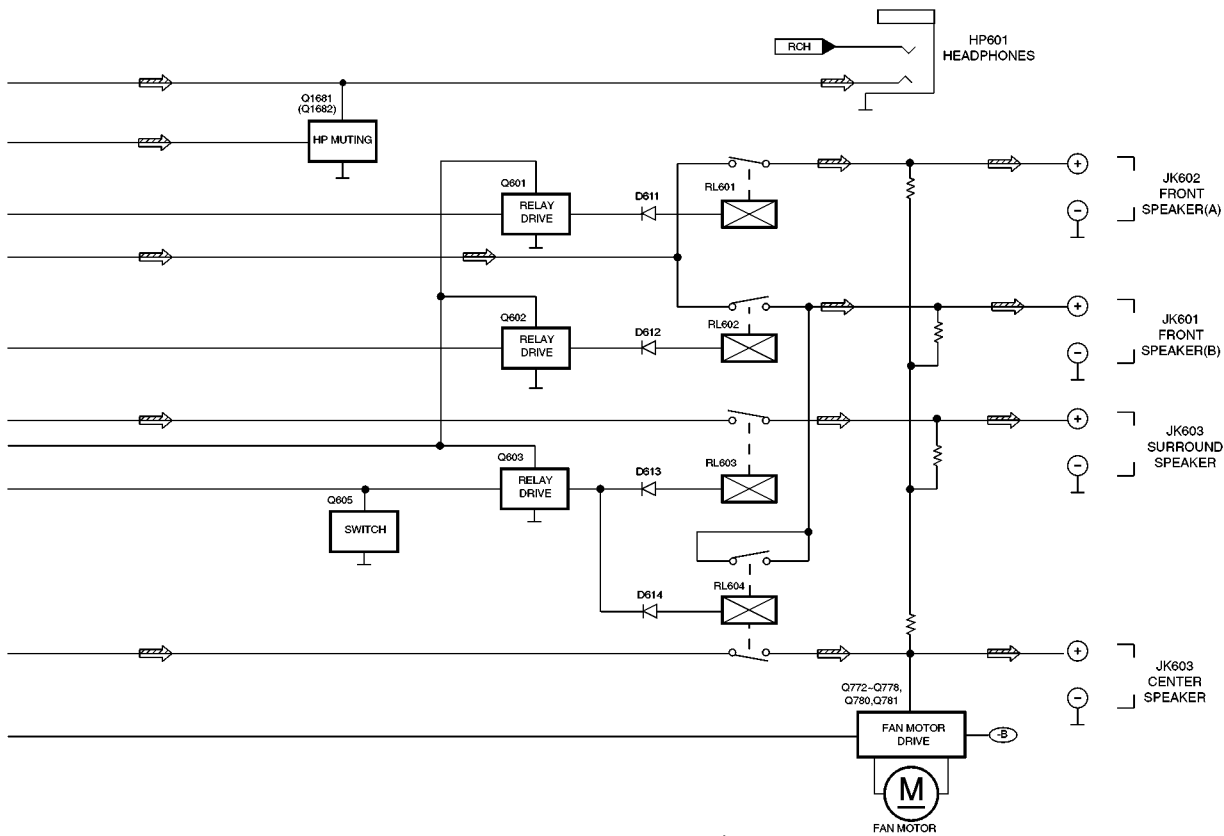 RCH
HP601
HEADPHONES
Q1681
(Q1682)
HP MUTING
Q601
RELAY
DRIVE
D611
RL601
+
-
JK602
FRONT
SPEAKER(A)
Q602
RELAY
DRIVE
D612
RL602
+
-
JK601
FRONT
SPEAKER(B)
Q603
RELAY
DRIVE
D613
RL603
+
-
JK603
SURROUND
SPEAKER
Q605
SWITCH
D614
RL604
+
-
JK603
CENTER
SPEAKER
Q772~Q778,
Q780,Q781
FAN MOTOR
DRIVE
-B
M
FAN MOTOR